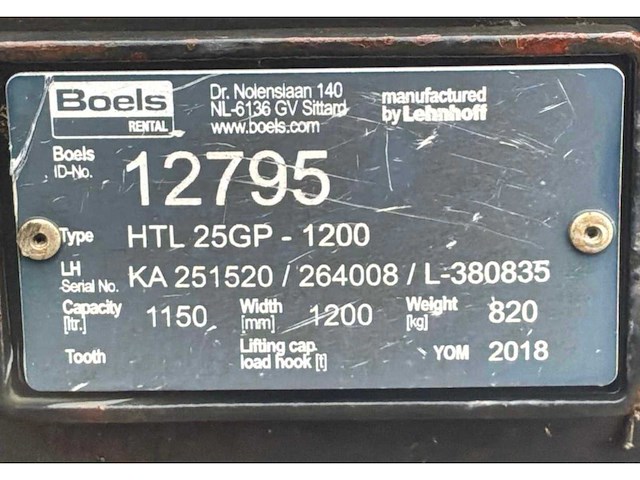 Boels
RENTAL
Dr. Nolenslaan 140
NL-6136 GV Sittard
www.boels.com
manufactured
by Lehnhoff
Boels
ID-No. 12795
Type HTL 25GP - 1200
LH
Serial No. KA 251520 / 264008 / L-380835
Capacity
[ltr.] 1150
Width
[mm] 1200
Weight
[kg] 820
Tooth
Lifting cap.
load hook [t]
YOM 2018